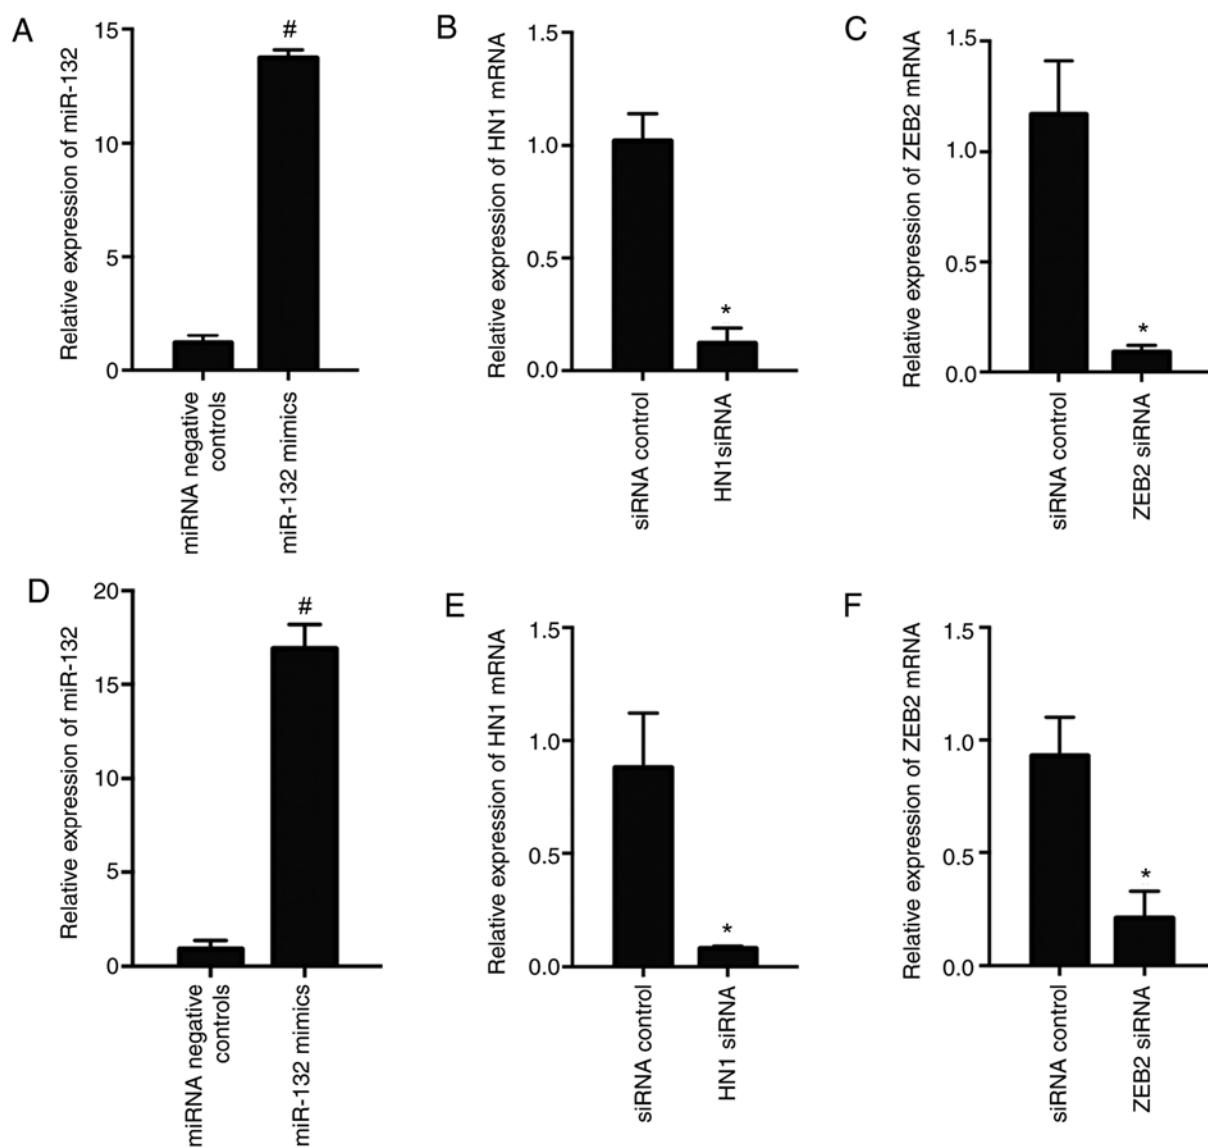 A
Relative expression of miR-132
15
10
5
0
#
miRNA negative
controls
miR-132 mimics
B
Relative expression of HN1 mRNA
1.5
1.0
0.5
0.0
*
siRNA control
HN1siRNA
C
Relative expression of ZEB2 mRNA
1.5
1.0
0.5
0.0
*
siRNA control
ZEB2 siRNA
D
Relative expression of miR-132
20
15
10
5
0
#
miRNA negative
controls
miR-132 mimics
E
Relative expression of HN1 mRNA
1.5
1.0
0.5
0.0
*
siRNA control
HN1 siRNA
F
Relative expression of ZEB2 mRNA
1.5
1.0
0.5
0.0
*
siRNA control
ZEB2 siRNA